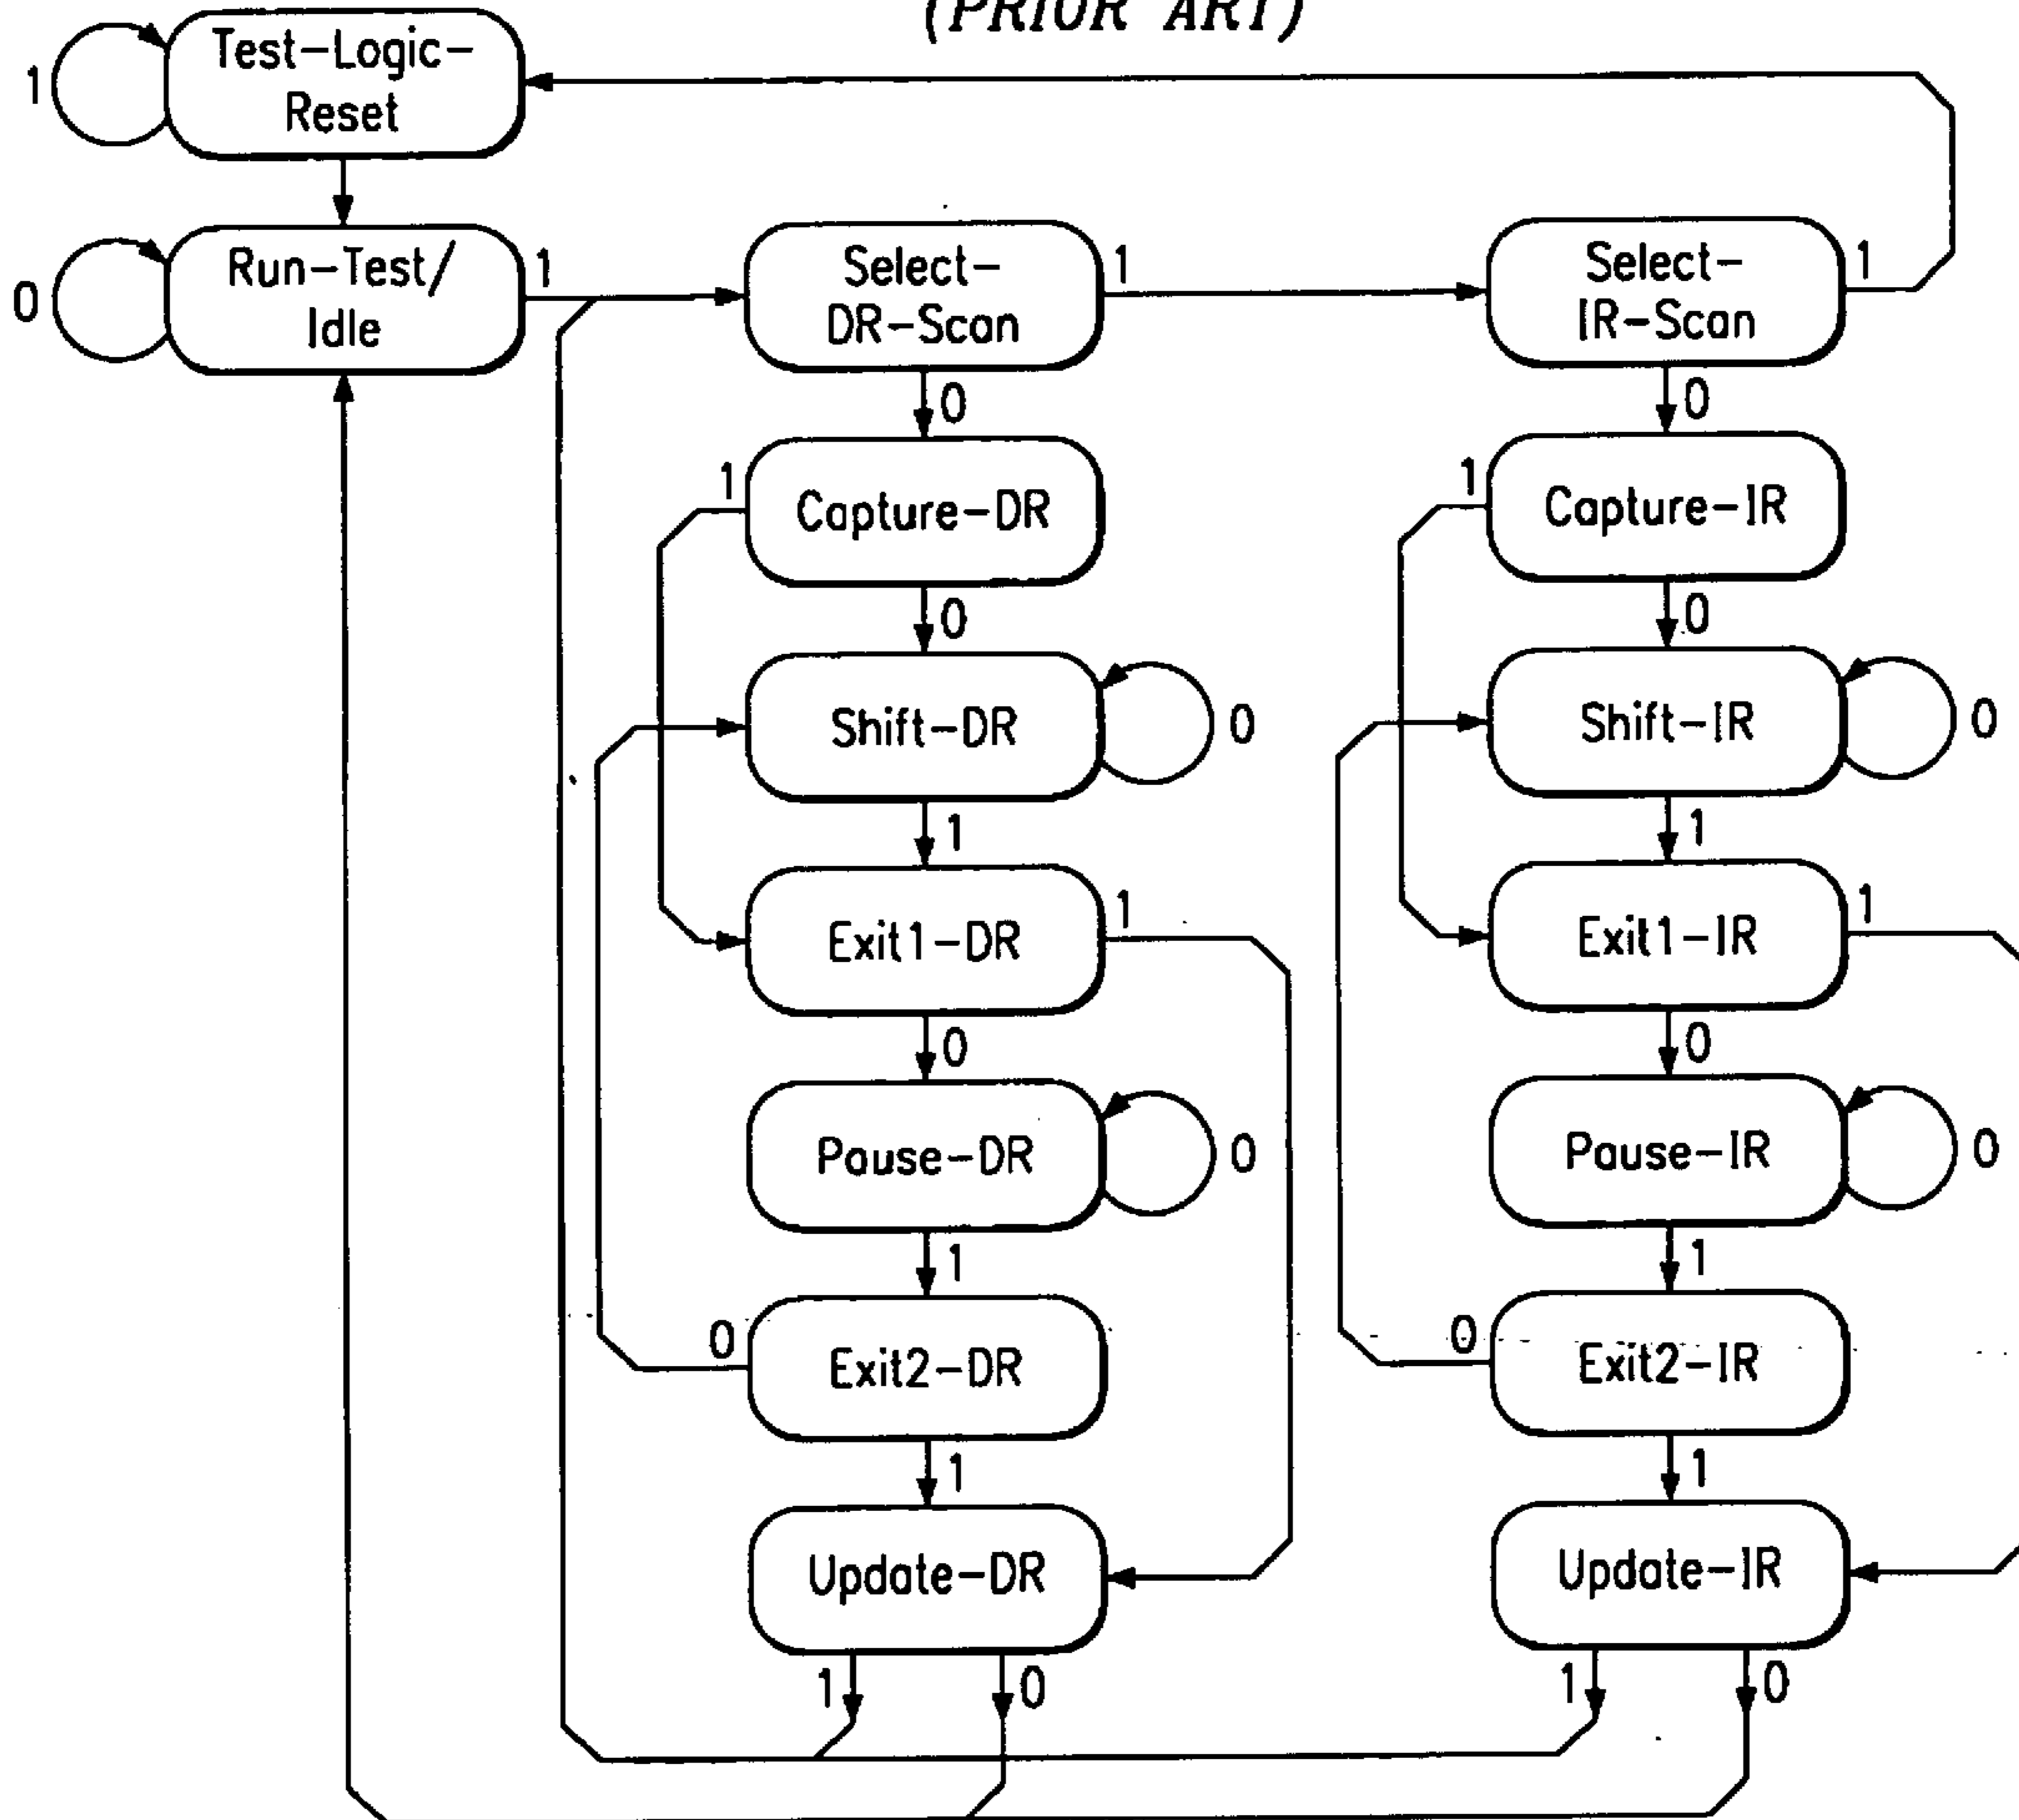 (PRIOR ART)
Test-Logic-
Reset
1
Run-Test/
Idle
0
1
Select-
DR-Scan
1
Select-
IR-Scan
1
0
0
1
Capture-DR
1
Capture-IR
0
0
Shift-DR
0
Shift-IR
0
1
1
Exit1-DR
1
Exit1-IR
1
0
0
Pause-DR
0
Pause-IR
0
1
1
0
Exit2-DR
0
Exit2-IR
1
1
Update-DR
Update-IR
1
0
1
0